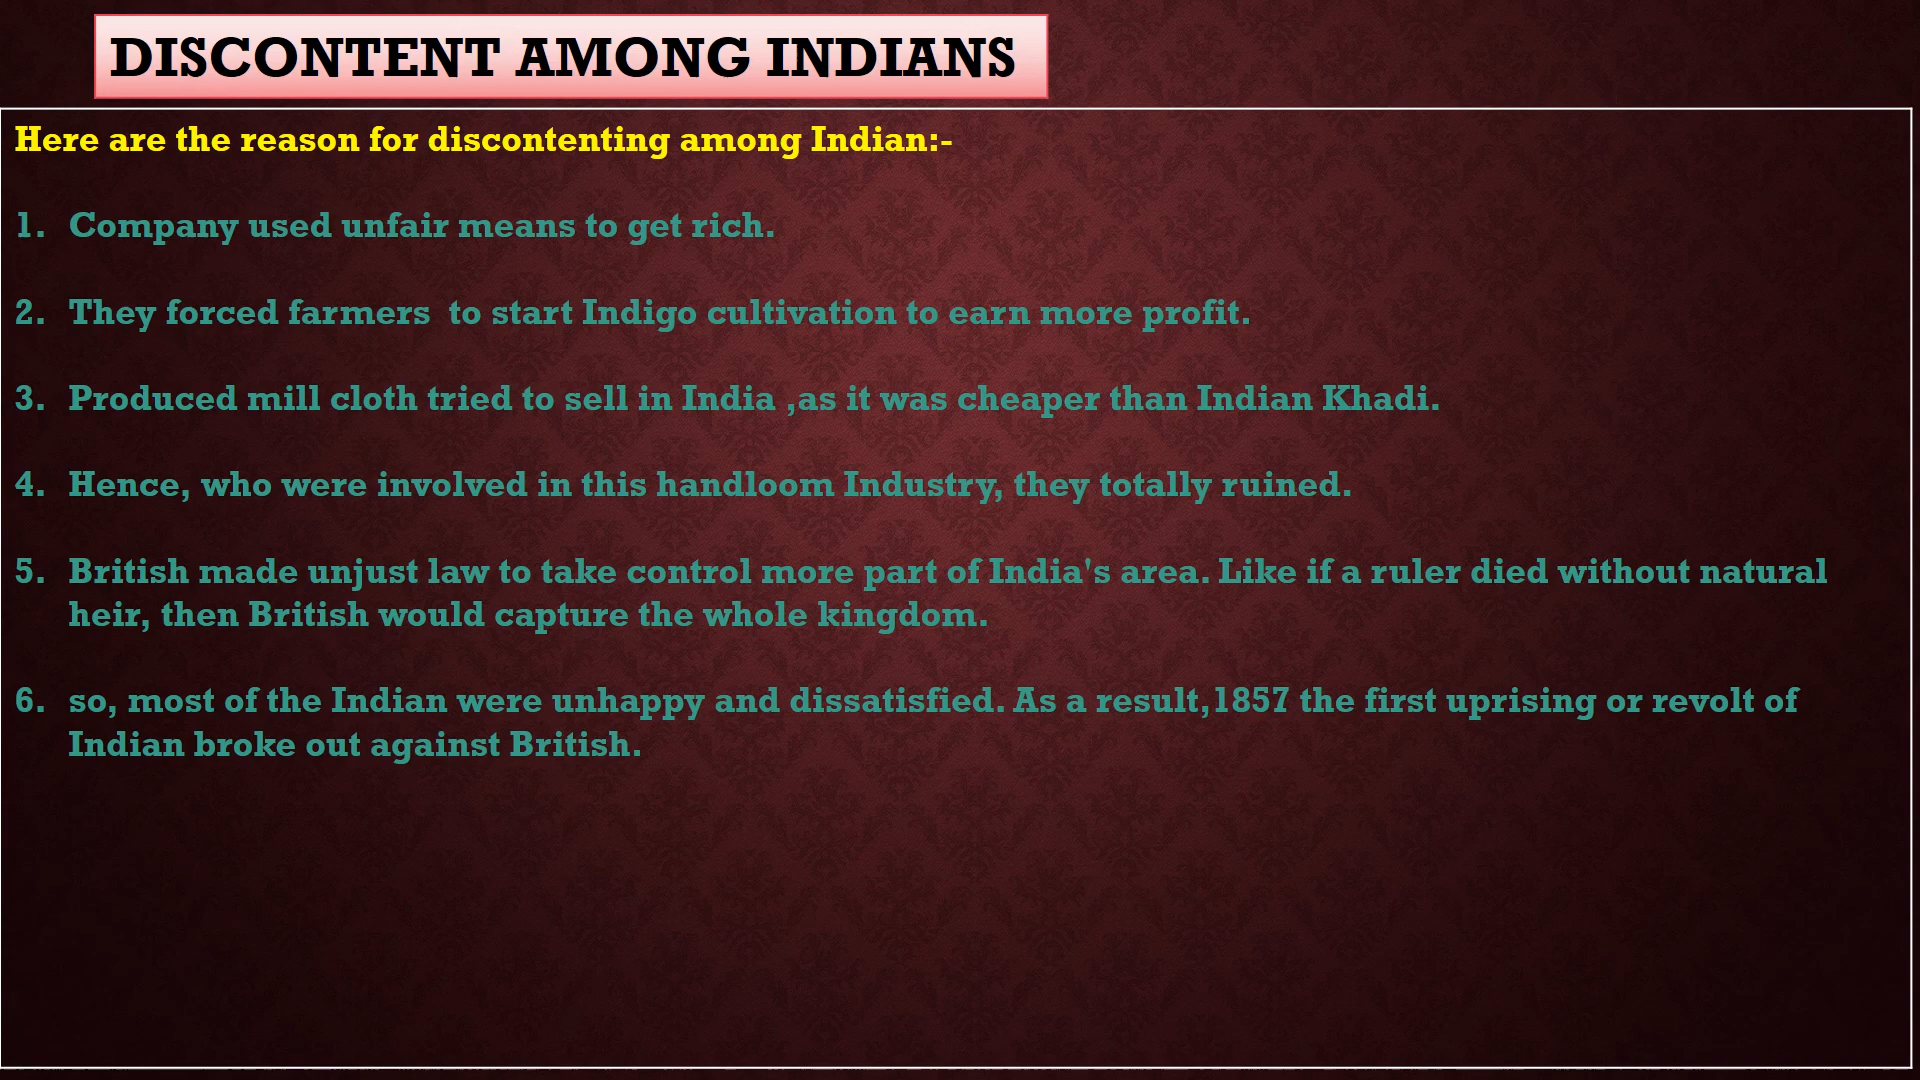 DISCONTENT AMONG INDIANS
Here are the reason for discontenting among Indian:-
1. Company used unfair means to get rich.
2. They forced farmers  to start Indigo cultivation to earn more profit.
3. Produced mill cloth tried to sell in India ,as it was cheaper than Indian Khadi.
4. Hence, who were involved in this handloom Industry, they totally ruined.
5. British made unjust law to take control more part of India's area. Like if a ruler died without natural
heir, then British would capture the whole kingdom.
6. so, most of the Indian were unhappy and dissatisfied. As a result,1857 the first uprising or revolt of
Indian broke out against British.